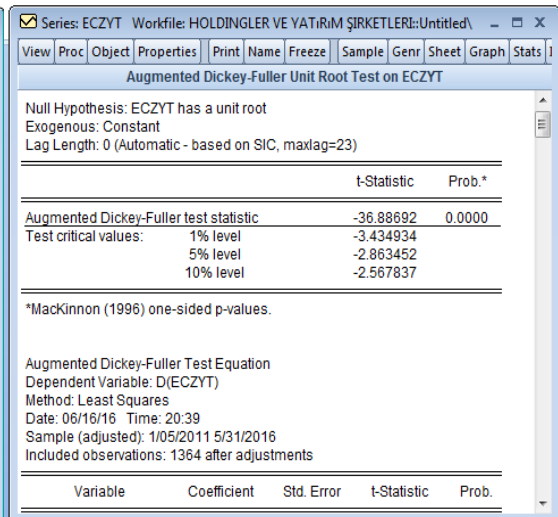 Series: ECZYT Workfile: HOLDINGLER VE YATıRıM ŞIRKETLERI::Untitled\
View Proc Object Properties Print Name Freeze Sample Genr Sheet Graph Stats
Augmented Dickey-Fuller Unit Root Test on ECZYT
Null Hypothesis: ECZYT has a unit root
Exogenous: Constant
Lag Length: 0 (Automatic - based on SIC, maxlag=23)
t-Statistic Prob.*
Augmented Dickey-Fuller test statistic -36.88692 0.0000
Test critical values: 1% level -3.434934
5% level -2.863452
10% level -2.567837
*MacKinnon (1996) one-sided p-values.
Augmented Dickey-Fuller Test Equation
Dependent Variable: D(ECZYT)
Method: Least Squares
Date: 06/16/16 Time: 20:39
Sample (adjusted): 1/05/2011 5/31/2016
Included observations: 1364 after adjustments
Variable Coefficient Std. Error t-Statistic Prob.